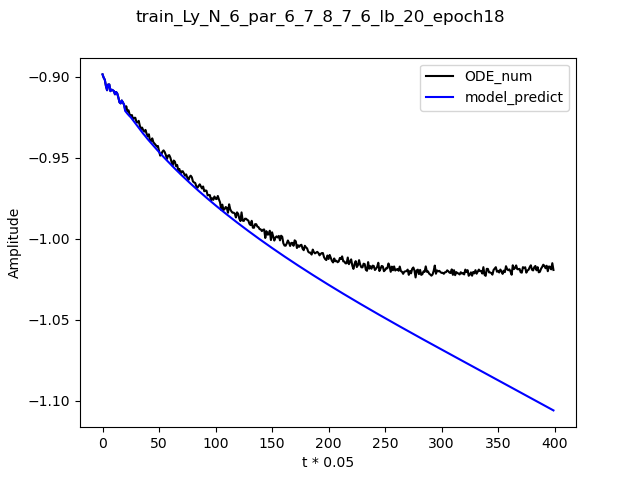 train_Ly_N_6_par_6_7_8_7_6_lb_20_epoch18
ODE_num
model_predict
Amplitude
−0.90
−0.95
−1.00
−1.05
−1.10
0 50 100 150 200 250 300 350 400
t * 0.05